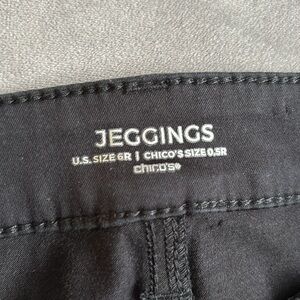 JEGGINGS
U.S. SIZE 6R | CHICO'S SIZE 0.5R
chico's